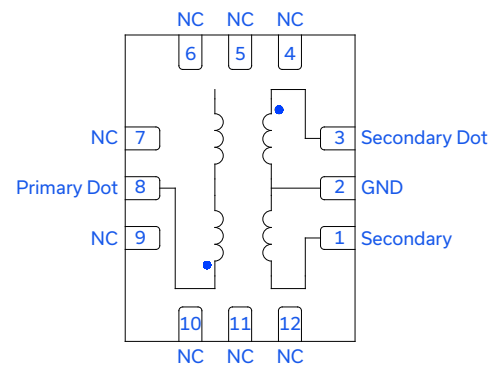 NC NC NC
6 5 4
NC 7 3 Secondary Dot
Primary Dot 8 2 GND
NC 9 1 Secondary
10 11 12
NC NC NC